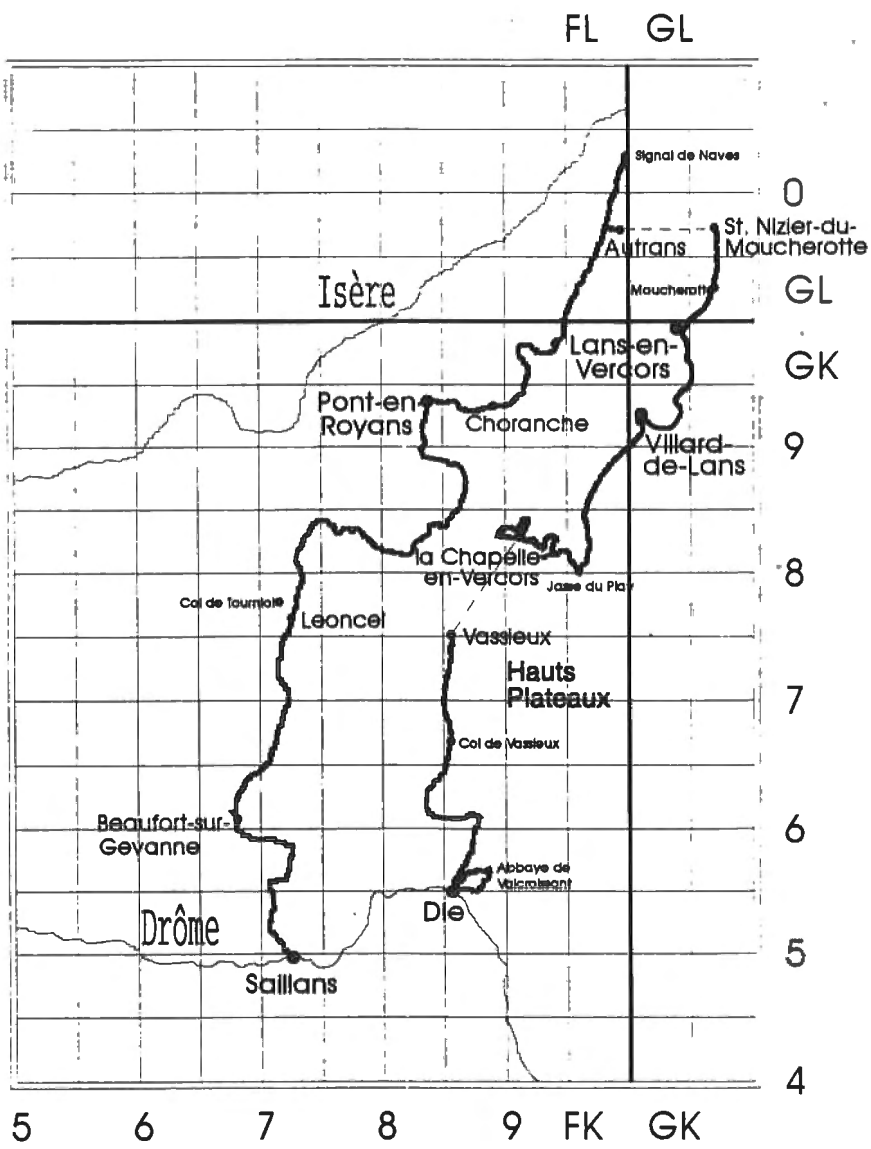 FL GL
Signal de Naves
0
St. Nizier-du-
Moucherotte
Autrans
Moucherotte
GL
Isère
Lans-en-
Vercors
GK
Pont-en
Royans
Choranche
9
Villard-
de-Lans
la Chapelle-
en-Vercors
8
Jasse du Play
Col de Tourniol
Leoncel
Vassieux
Hauts
Plateaux
7
Col de Vassieux
Beaufort-sur-
Gevanne
6
Abbaye de
Valcroissant
Die
Drôme
5
Saillans
4
5 6 7 8 9 FK GK